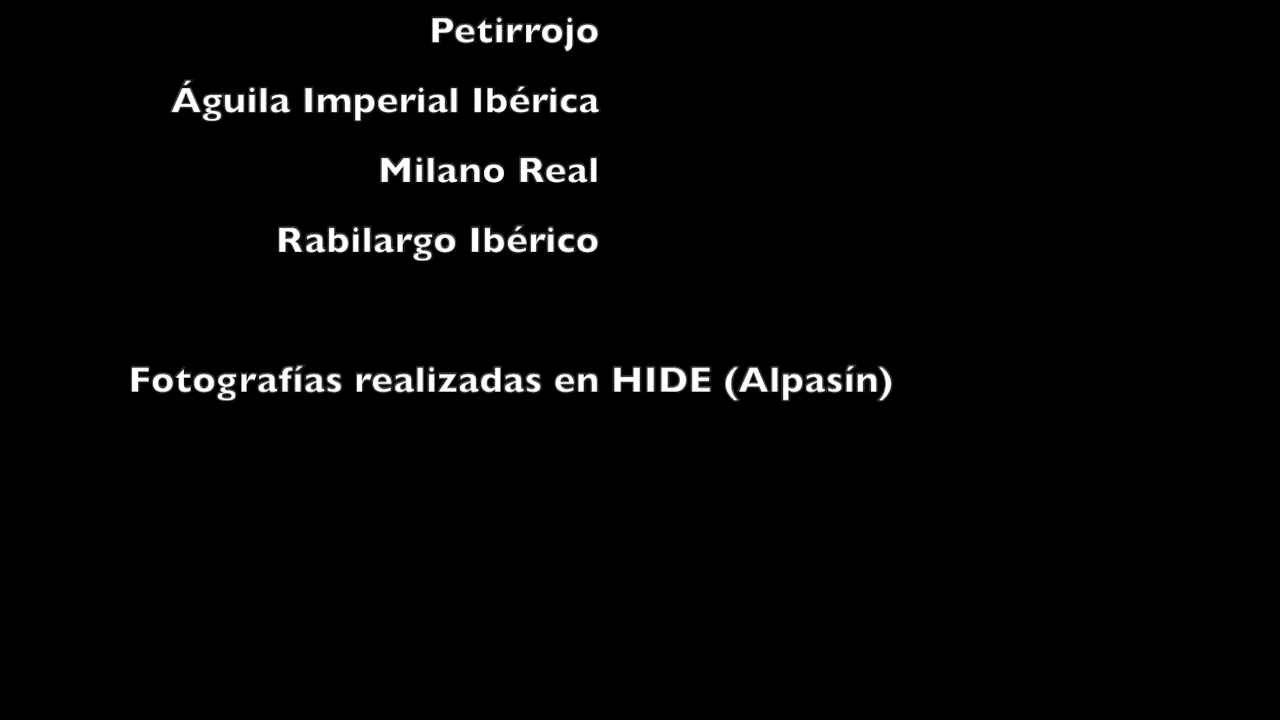 Petirrojo
Águila Imperial Ibérica
Milano Real
Rabilargo Ibérico
Fotografías realizadas en HIDE (Alpasín)